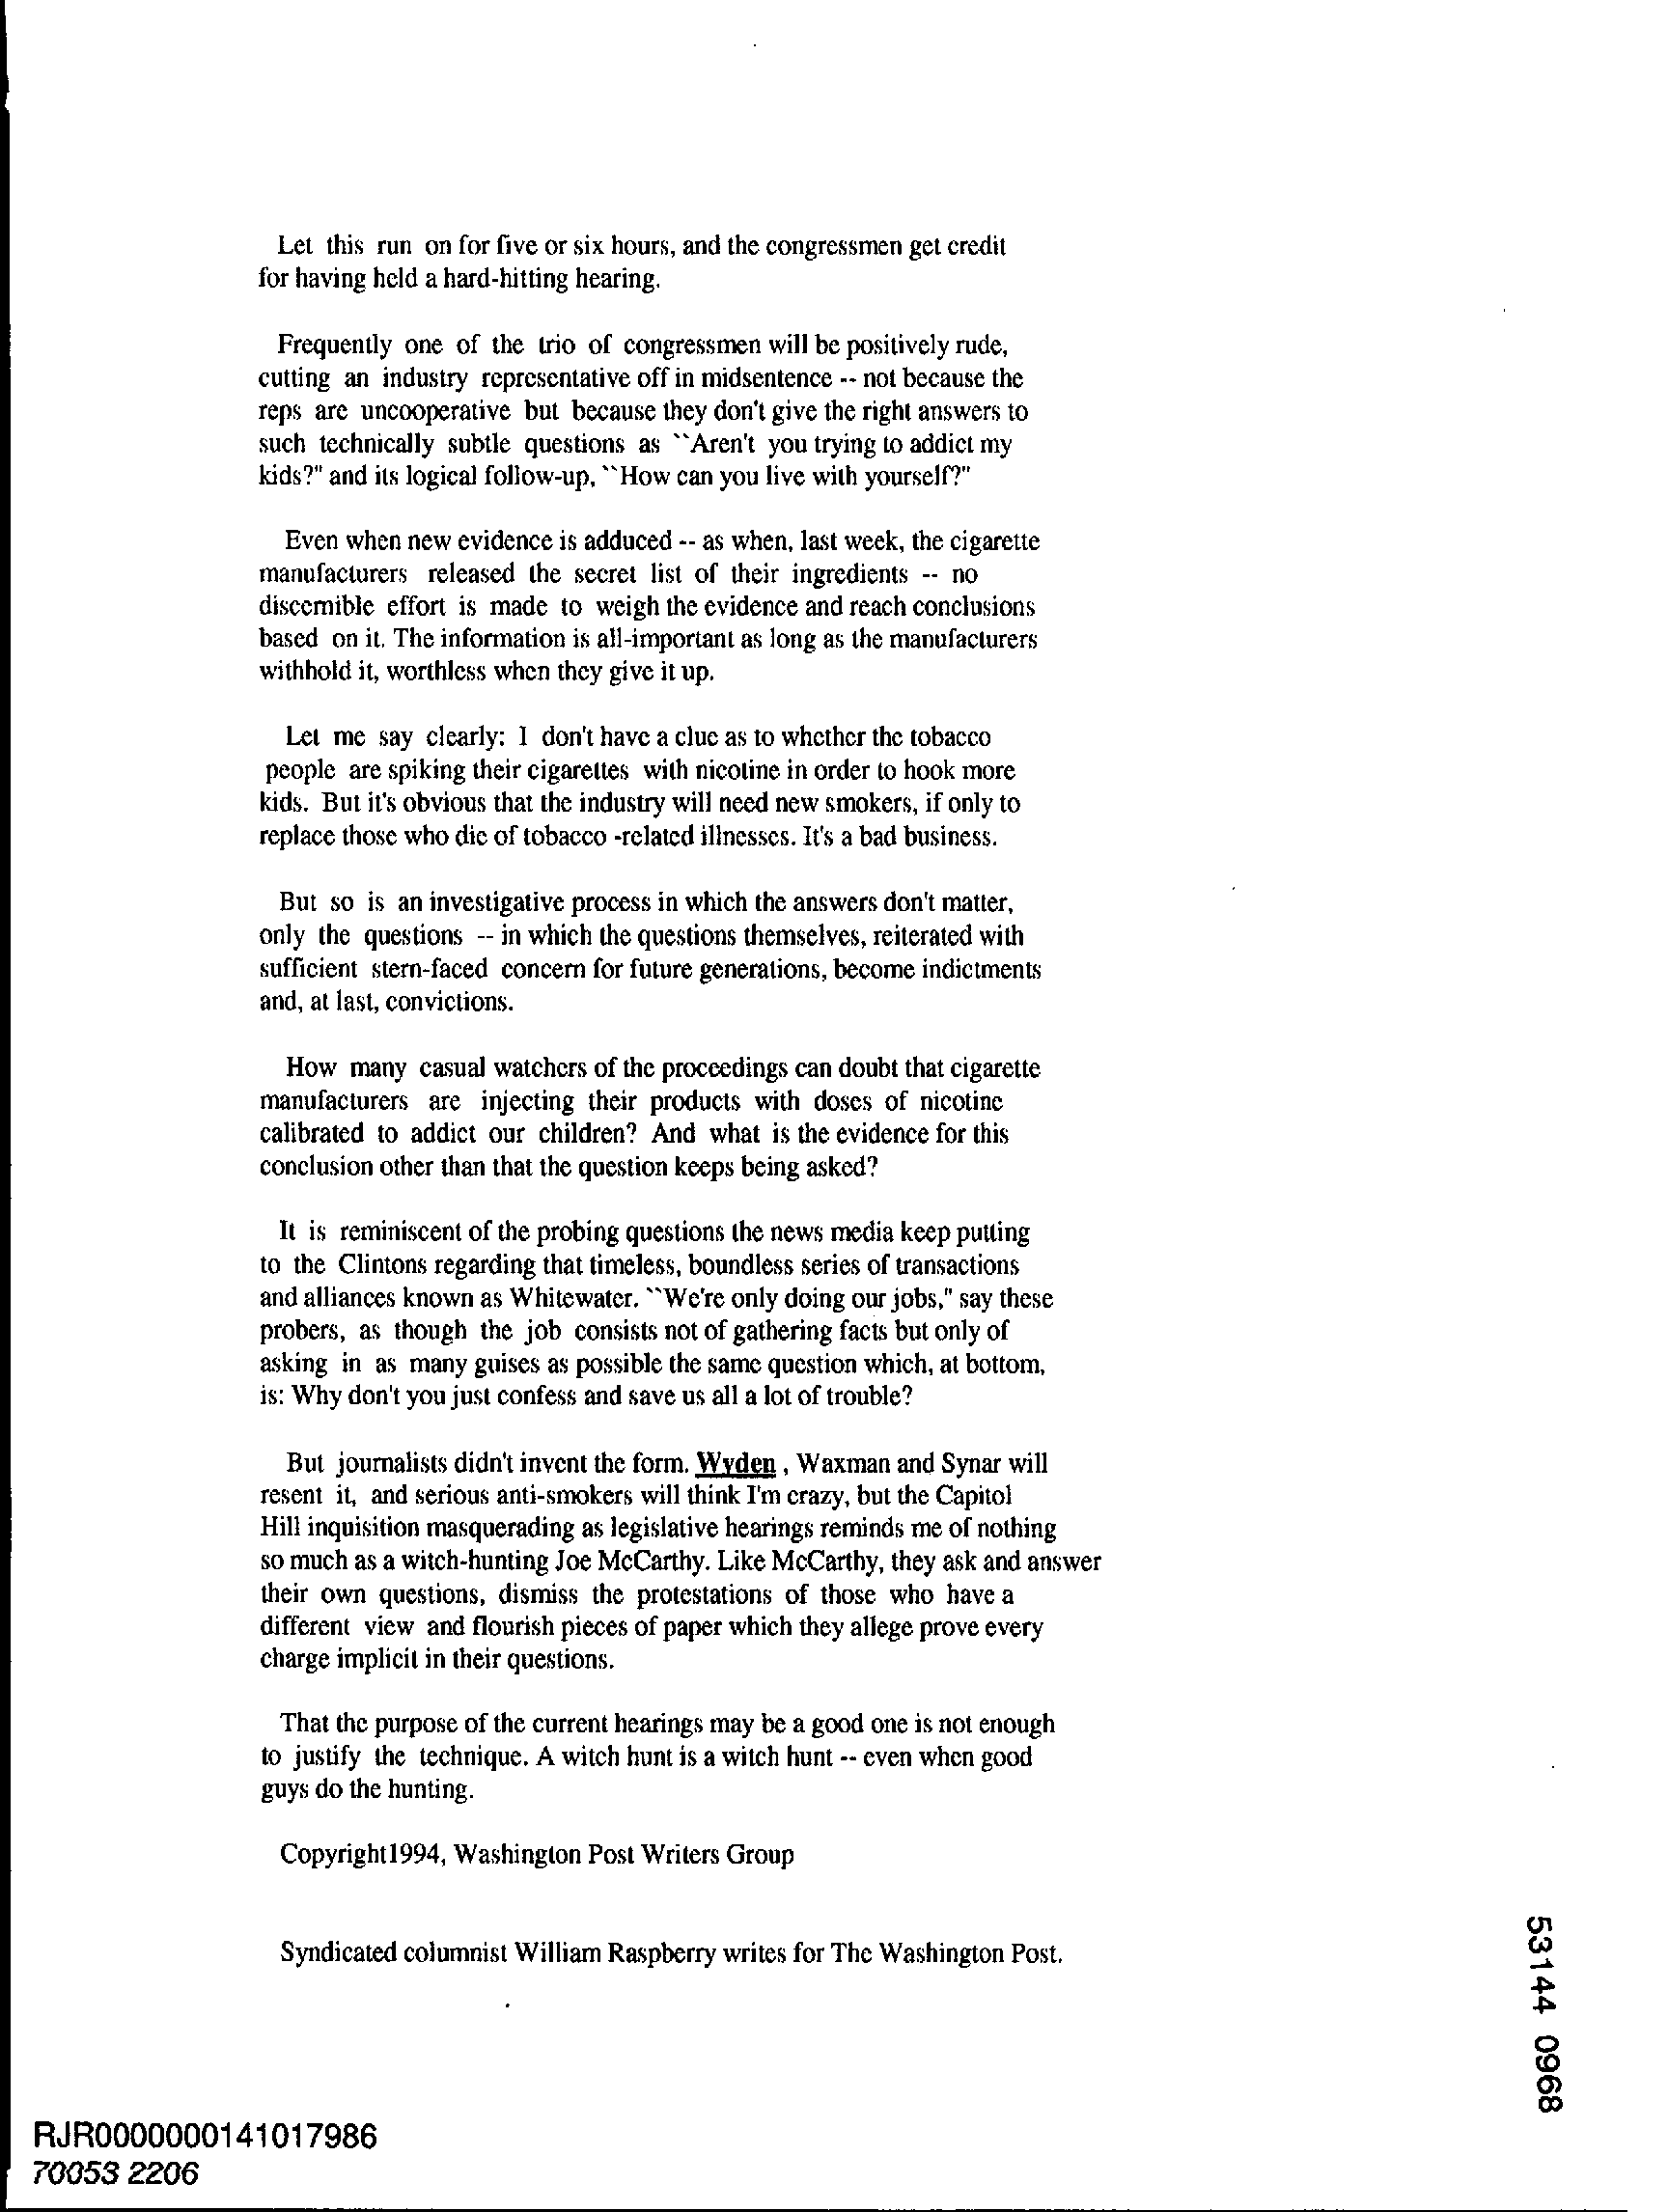 Let this run on for five or six hours, and the congressmen get credit
for having held a hard-hitting hearing.
Frequently one of the trio of congressmen will be positively rude,
cutting an industry representative off in midsentence -- not because the
reps are uncooperative but because they don't give the right answers to
such technically subtle questions as ``Aren't you trying to addict my
kids?" and its logical follow-up, ``How can you live with yourself?"
Even when new evidence is adduced -- as when, last week, the cigarette
manufacturers released the secret list of their ingredients -- no
discernible effort is made to weigh the evidence and reach conclusions
based on it. The information is all-important as long as the manufacturers
withhold it, worthless when they give it up.
Let me say clearly: I don't have a clue as to whether the tobacco
people are spiking their cigarettes with nicotine in order to hook more
kids. But it's obvious that the industry will need new smokers, if only to
replace those who die of tobacco -related illnesses. It's a bad business.
But so is an investigative process in which the answers don't matter,
only the questions -- in which the questions themselves, reiterated with
sufficient stern-faced concern for future generations, become indictments
and, at last, convictions.
How many casual watchers of the proceedings can doubt that cigarette
manufacturers are injecting their products with doses of nicotine
calibrated to addict our children? And what is the evidence for this
conclusion other than that the question keeps being asked?
It is reminiscent of the probing questions the news media keep putting
to the Clintons regarding that timeless, boundless series of transactions
and alliances known as Whitewater. ``We're only doing our jobs," say these
probers, as though the job consists not of gathering facts but only of
asking in as many guises as possible the same question which, at bottom,
is: Why don't you just confess and save us all a lot of trouble?
But journalists didn't invent the form. Wyden , Waxman and Synar will
resent it, and serious anti-smokers will think I'm crazy, but the Capitol
Hill inquisition masquerading as legislative hearings reminds me of nothing
so much as a witch-hunting Joe McCarthy. Like McCarthy, they ask and answer
their own questions, dismiss the protestations of those who have a
different view and flourish pieces of paper which they allege prove every
charge implicit in their questions.
That the purpose of the current hearings may be a good one is not enough
to justify the technique. A witch hunt is a witch hunt -- even when good
guys do the hunting.
Copyright1994, Washington Post Writers Group
Syndicated columnist William Raspberry writes for The Washington Post.
53144 0968
RJR0000000141017986
70053 2206